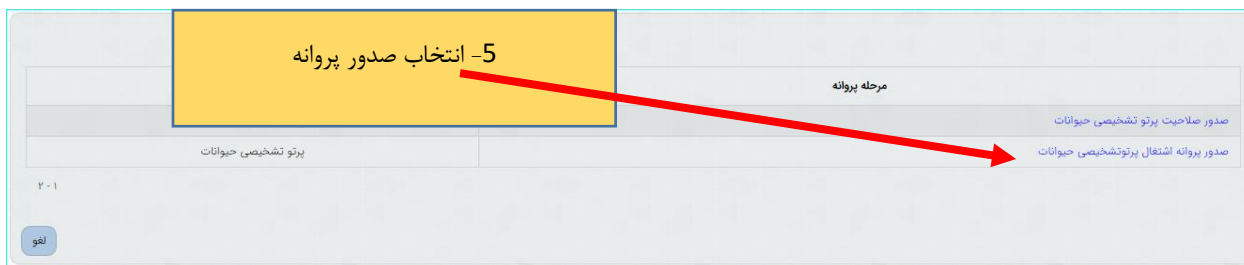 5- انتخاب صدور پروانه
مرحله پروانه
صدور صلاحیت پرتو تشخیصی حیوانات
صدور پروانه اشتغال پرتوتشخیصی حیوانات
پرتو تشخیصی حیوانات
۱ - ۲
لغو